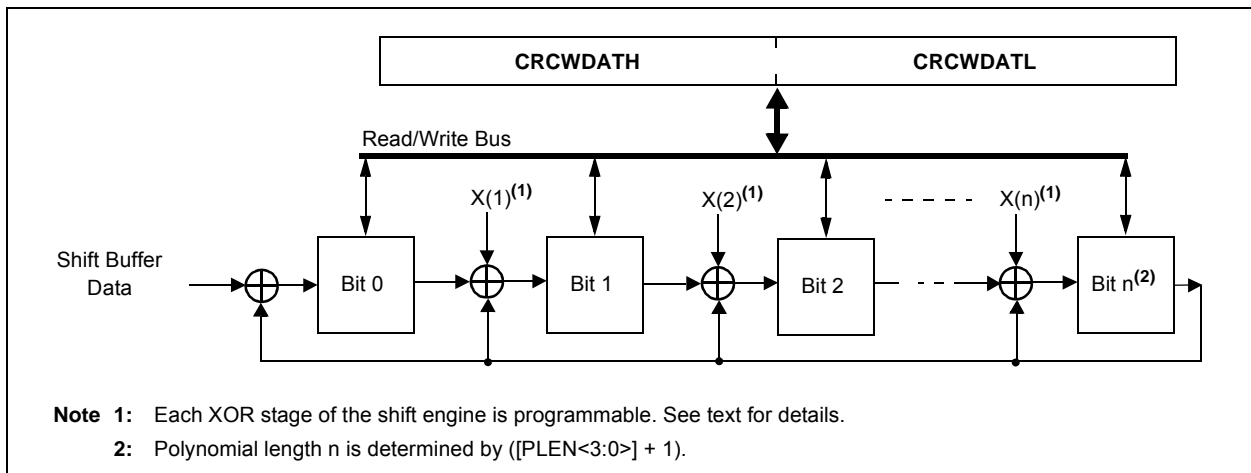 CRCWDATH CRCWDATL
Read/Write Bus
X(1)(1) X(2)(1) X(n)(1)
Shift Buffer
Data
Bit 0 Bit 1 Bit 2 Bit n(2)
Note 1: Each XOR stage of the shift engine is programmable. See text for details.
2: Polynomial length n is determined by ([PLEN<3:0>] + 1).